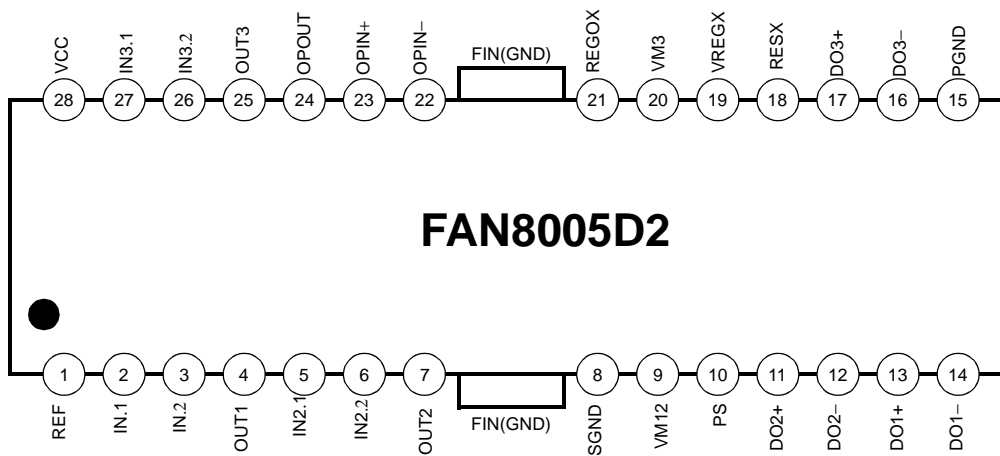 VCC
IN3.1
IN3.2
OUT3
OPOUT
OPIN+
OPIN−
FIN(GND)
REGOX
VM3
VREGX
RESX
DO3+
DO3−
PGND
28
27
26
25
24
23
22
21
20
19
18
17
16
15
FAN8005D2
1
2
3
4
5
6
7
8
9
10
11
12
13
14
REF
IN.1
IN.2
OUT1
IN2.1
IN2.2
OUT2
FIN(GND)
SGND
VM12
PS
DO2+
DO2−
DO1+
DO1−